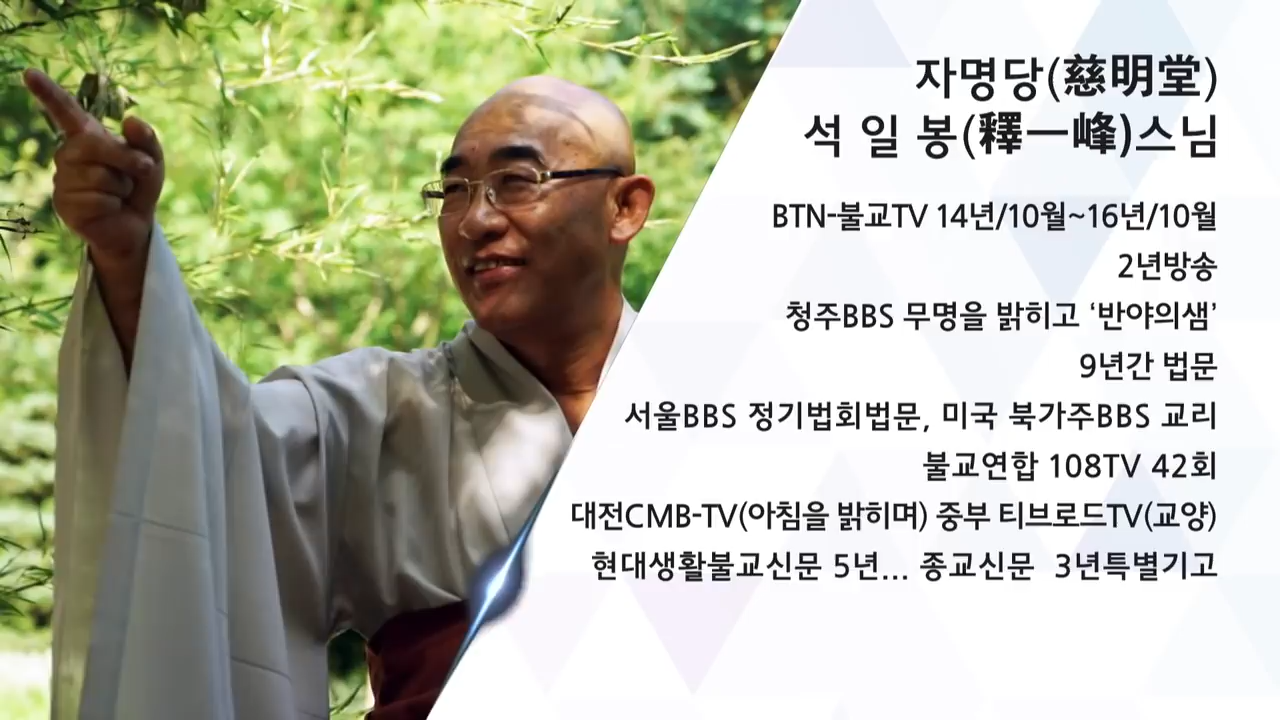 자명당(慈明堂)
석 일 봉(釋一峰)스님
BTN-불교TV 14년/10월~16년/10월
2년방송
청주BBS 무명을 밝히고 ‘반야의샘’
9년간 법문
서울BBS 정기법회법문, 미국 북가주BBS 교리
불교연합 108TV 42회
대전CMB-TV(아침을 밝히며) 중부 티브로드TV(교양)
현대생활불교신문 5년... 종교신문 3년특별기고